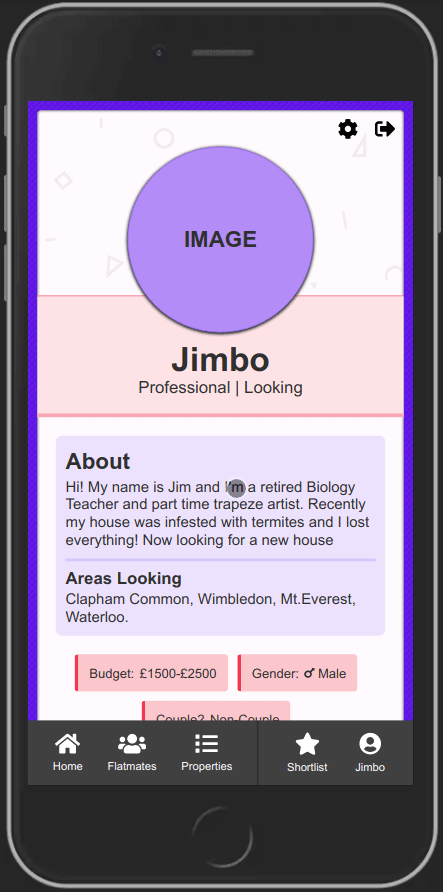 IMAGE
Jimbo
Professional | Looking
About
Hi! My name is Jim and I'm a retired Biology
Teacher and part time trapeze artist. Recently
my house was infested with termites and I lost
everything! Now looking for a new house
Areas Looking
Clapham Common, Wimbledon, Mt.Everest,
Waterloo.
Budget: £1500-£2500 Gender: ♂ Male
Couple? Non-Couple
Home Flatmates Properties Shortlist Jimbo